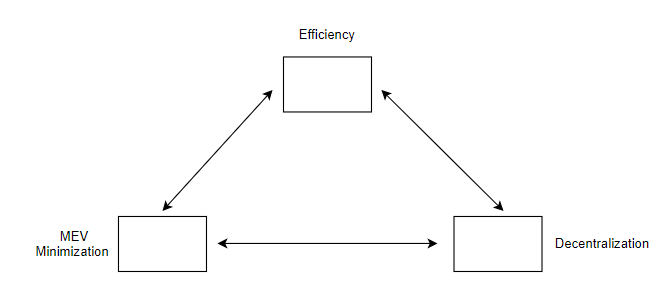 Efficiency
MEV
Minimization
Decentralization